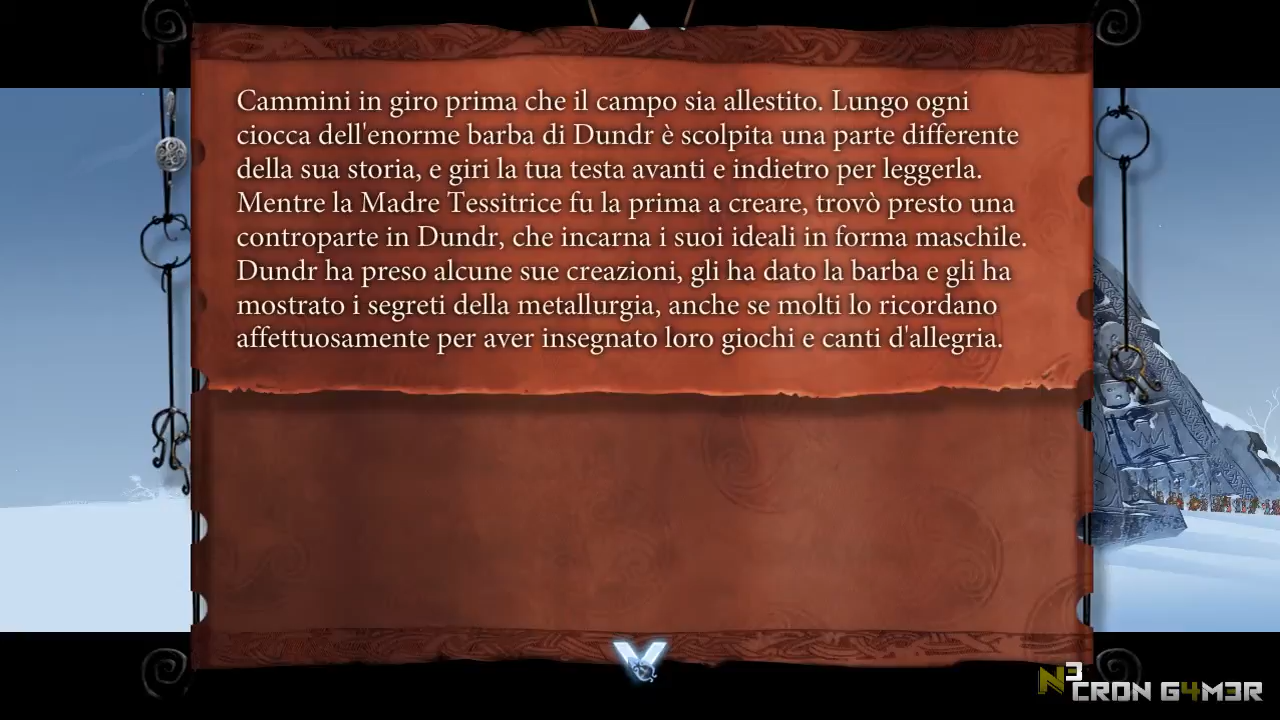 Cammini in giro prima che il campo sia allestito. Lungo ogni
ciocca dell'enorme barba di Dundr è scolpita una parte differente
della sua storia, e giri la tua testa avanti e indietro per leggerla.
Mentre la Madre Tessitrice fu la prima a creare, trovò presto una
controparte in Dundr, che incarna i suoi ideali in forma maschile.
Dundr ha preso alcune sue creazioni, gli ha dato la barba e gli ha
mostrato i segreti della metallurgia, anche se molti lo ricordano
affettuosamente per aver insegnato loro giochi e canti d'allegria.
N3CRON G4M3R